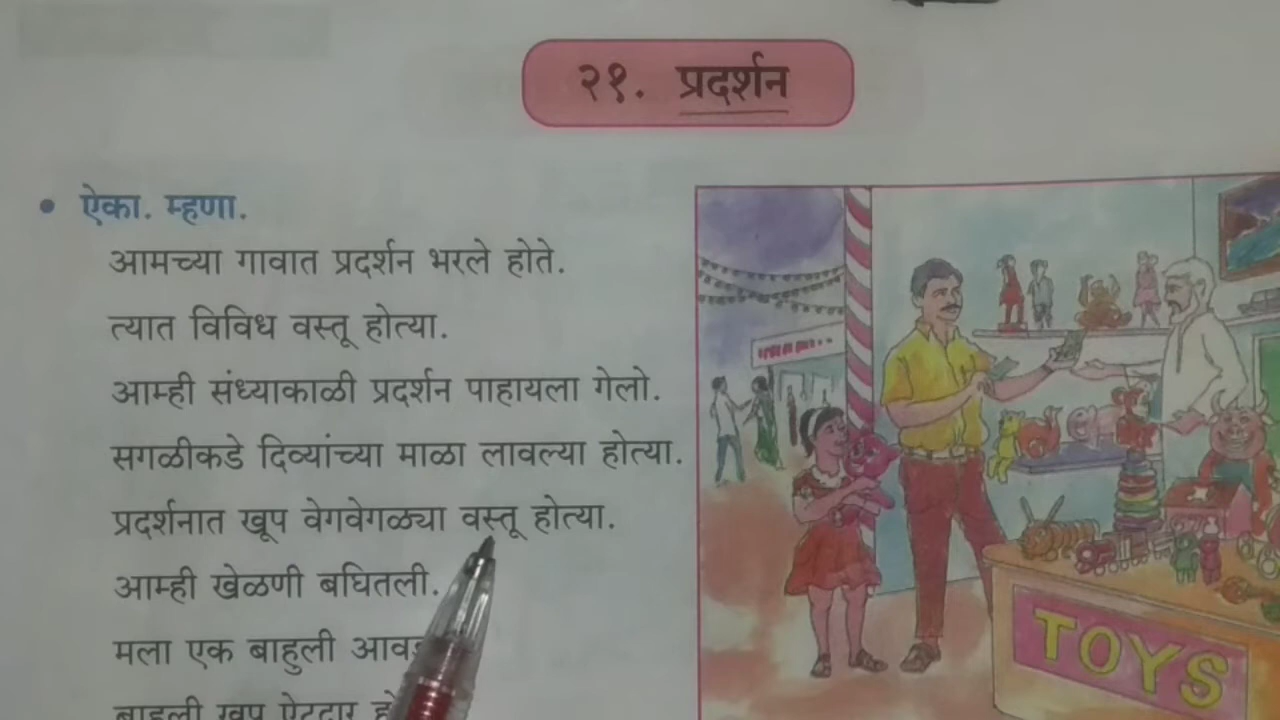 २१. प्रदर्शन
• ऐका. म्हणा.
आमच्या गावात प्रदर्शन भरले होते.
त्यात विविध वस्तू होत्या.
आम्ही संध्याकाळी प्रदर्शन पाहायला गेलो.
सगळीकडे दिव्यांच्या माळा लावल्या होत्या.
प्रदर्शनात खूप वेगवेगळ्या वस्तू होत्या.
आम्ही खेळणी बघितली.
मला एक बाहुली
बाहुली खूप ऐटदार
TOYS